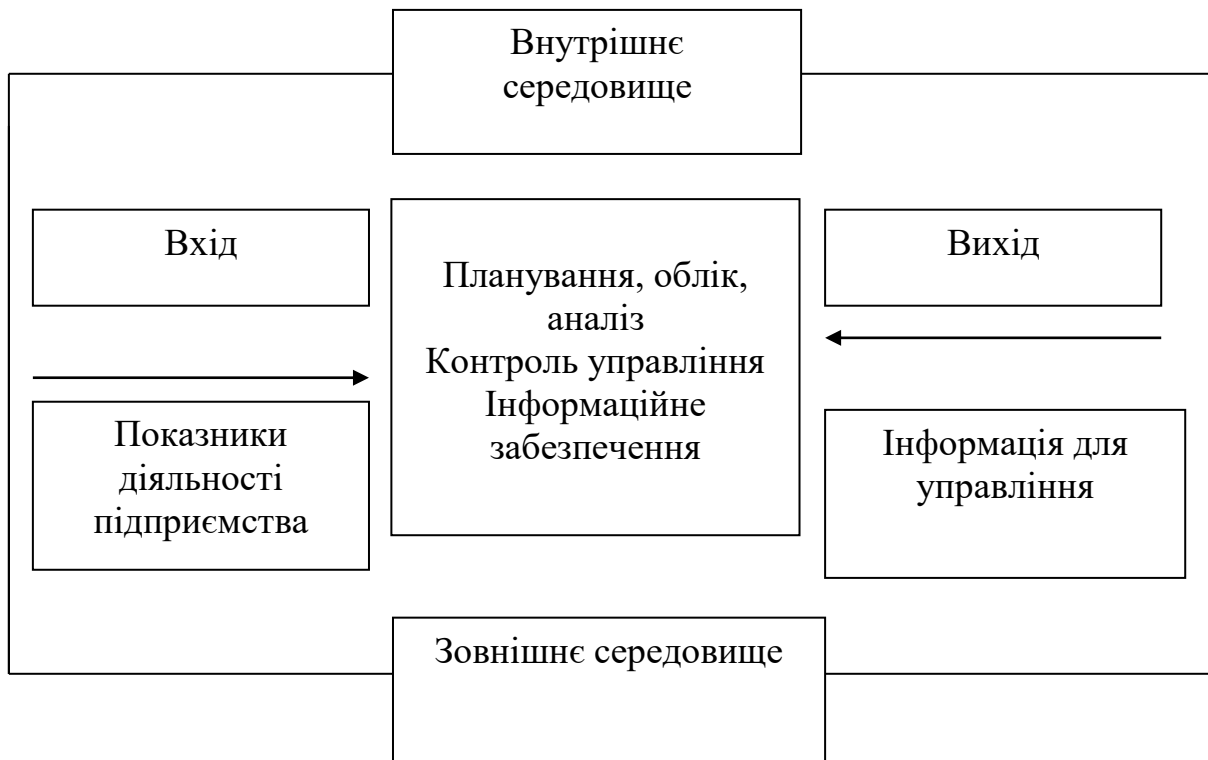 Внутрішнє
середовище
Вхід
Планування, облік,
аналіз
Контроль управління
Інформаційне
забезпечення
Вихід
Показники
діяльності
підприємства
Інформація для
управління
Зовнішнє середовище